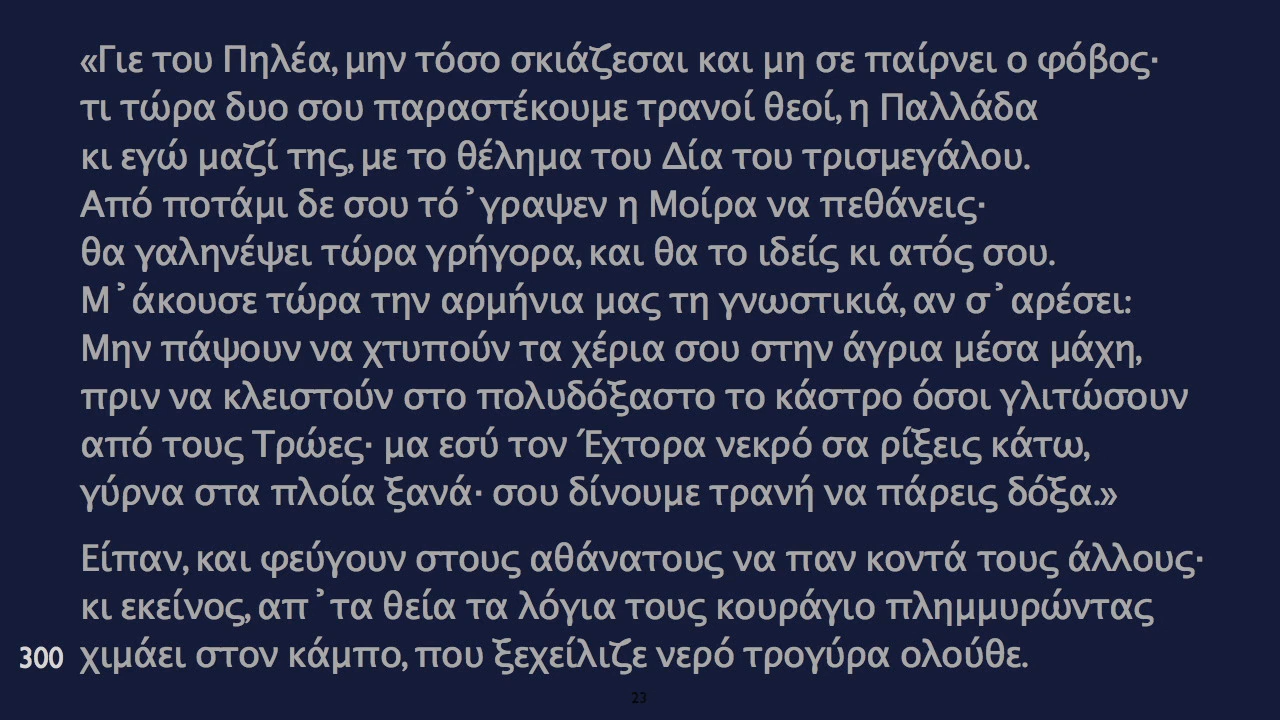 «Γιε του Πηλέα, μην τόσο σκιάζεσαι και μη σε παίρνει ο φόβος·
τι τώρα δυο σου παραστέκουμε τρανοί θεοί, η Παλλάδα
κι εγώ μαζί της, με το θέλημα του Δία του τρισμεγάλου.
Από ποτάμι δε σου τό᾿γραψεν η Μοίρα να πεθάνεις·
θα γαληνέψει τώρα γρήγορα, και θα το ιδείς κι ατός σου.
Μ᾿άκουσε τώρα την αρμήνια μας τη γνωστικιά, αν σ᾿αρέσει:
Μην πάψουν να χτυπούν τα χέρια σου στην άγρια μέσα μάχη,
πριν να κλειστούν στο πολυδόξαστο το κάστρο όσοι γλιτώσουν
από τους Τρώες· μα εσύ τον Έχτορα νεκρό σα ρίξεις κάτω,
γύρνα στα πλοία ξανά· σου δίνουμε τρανή να πάρεις δόξα.»
Είπαν, και φεύγουν στους αθάνατους να παν κοντά τους άλλους·
κι εκείνος, απ᾿τα θεία τα λόγια τους κουράγιο πλημμυρώντας
300 χιμάει στον κάμπο, που ξεχείλιζε νερό τρογύρα ολούθε.
23